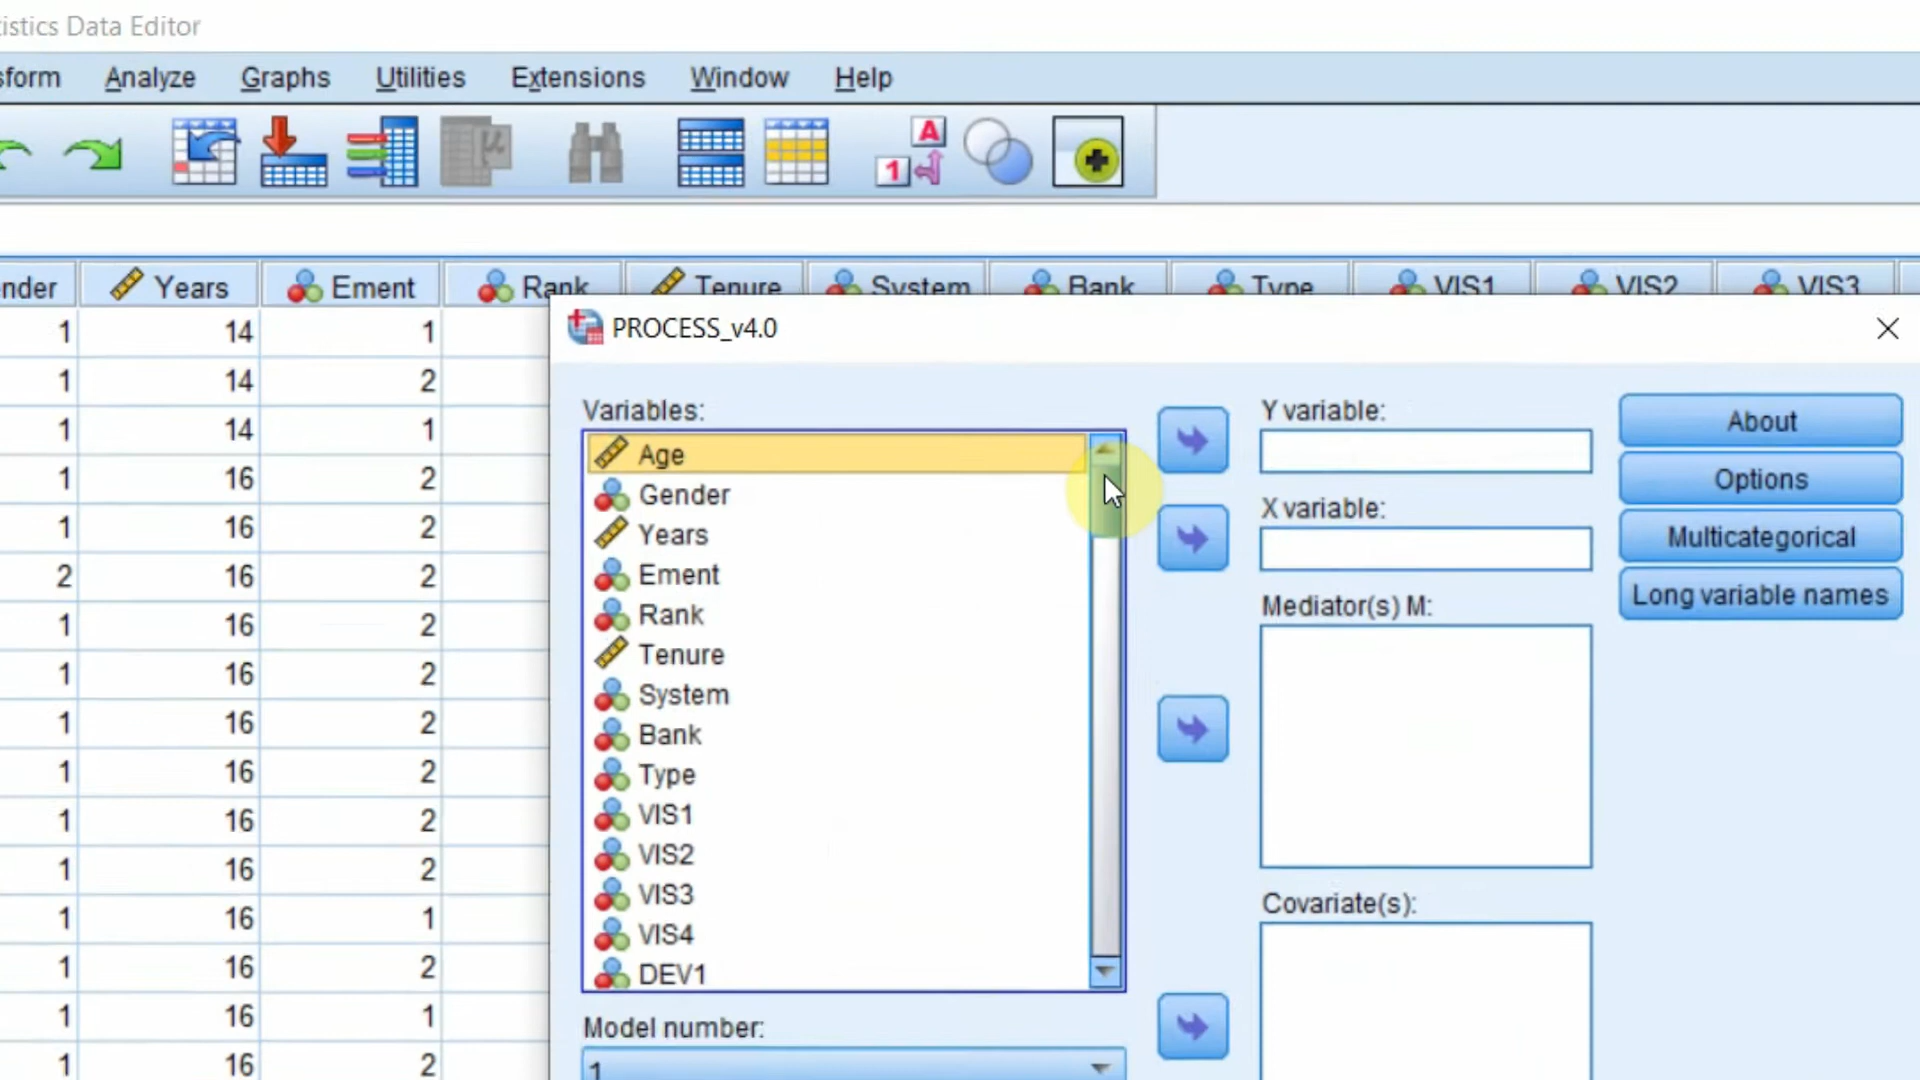 istics Data Editor
sform Analyze Graphs Utilities Extensions Window Help
A
1
µ
nder Years Ement Rank Tenure System Bank Type VIS1 VIS2 VIS3
PROCESS_v4.0
1 14 1
1 14 2
1 14 1
1 16 2
1 16 2
2 16 2
1 16 2
1 16 2
1 16 2
1 16 2
1 16 2
1 16 2
1 16 1
1 16 2
1 16 1
1 16 2
Variables:
Age
Gender
Years
Ement
Rank
Tenure
System
Bank
Type
VIS1
VIS2
VIS3
VIS4
DEV1
Model number:
1
Y variable:
X variable:
Mediator(s) M:
Covariate(s):
About
Options
Multicategorical
Long variable names